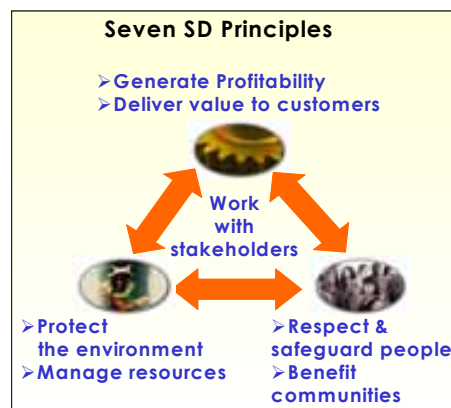 Seven SD Principles
➢Generate Profitability
➢Deliver value to customers
Work
with
stakeholders
➢Protect
the environment
➢Manage resources
➢Respect &
safeguard people
➢Benefit
communities